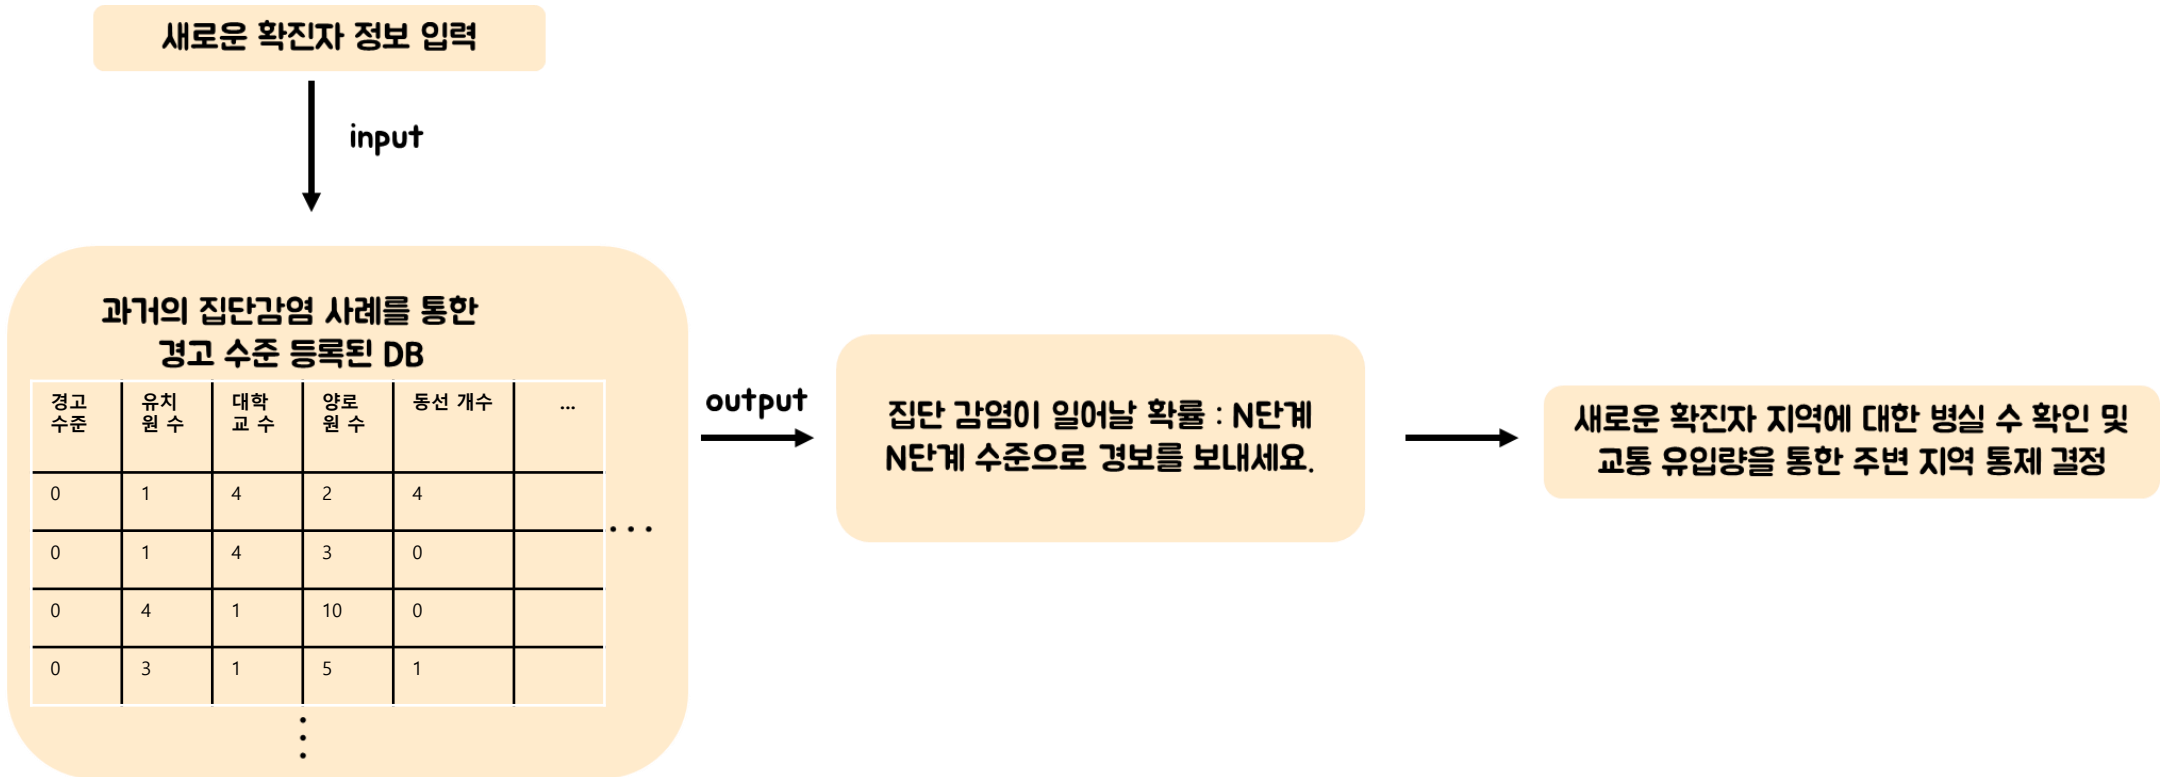 새로운 확진자 정보 입력
input
과거의 집단감염 사례를 통한
경고 수준 등록된 DB
경고 수준 유치원 수 대학교 수 양로원 수 동선 개수 ...
0 1 4 2 4
0 1 4 3 0
0 4 1 10 0
0 3 1 5 1
output
집단 감염이 일어날 확률 : N단계
N단계 수준으로 경보를 보내세요.
새로운 확진자 지역에 대한 병실 수 확인 및
교통 유입량을 통한 주변 지역 통제 결정